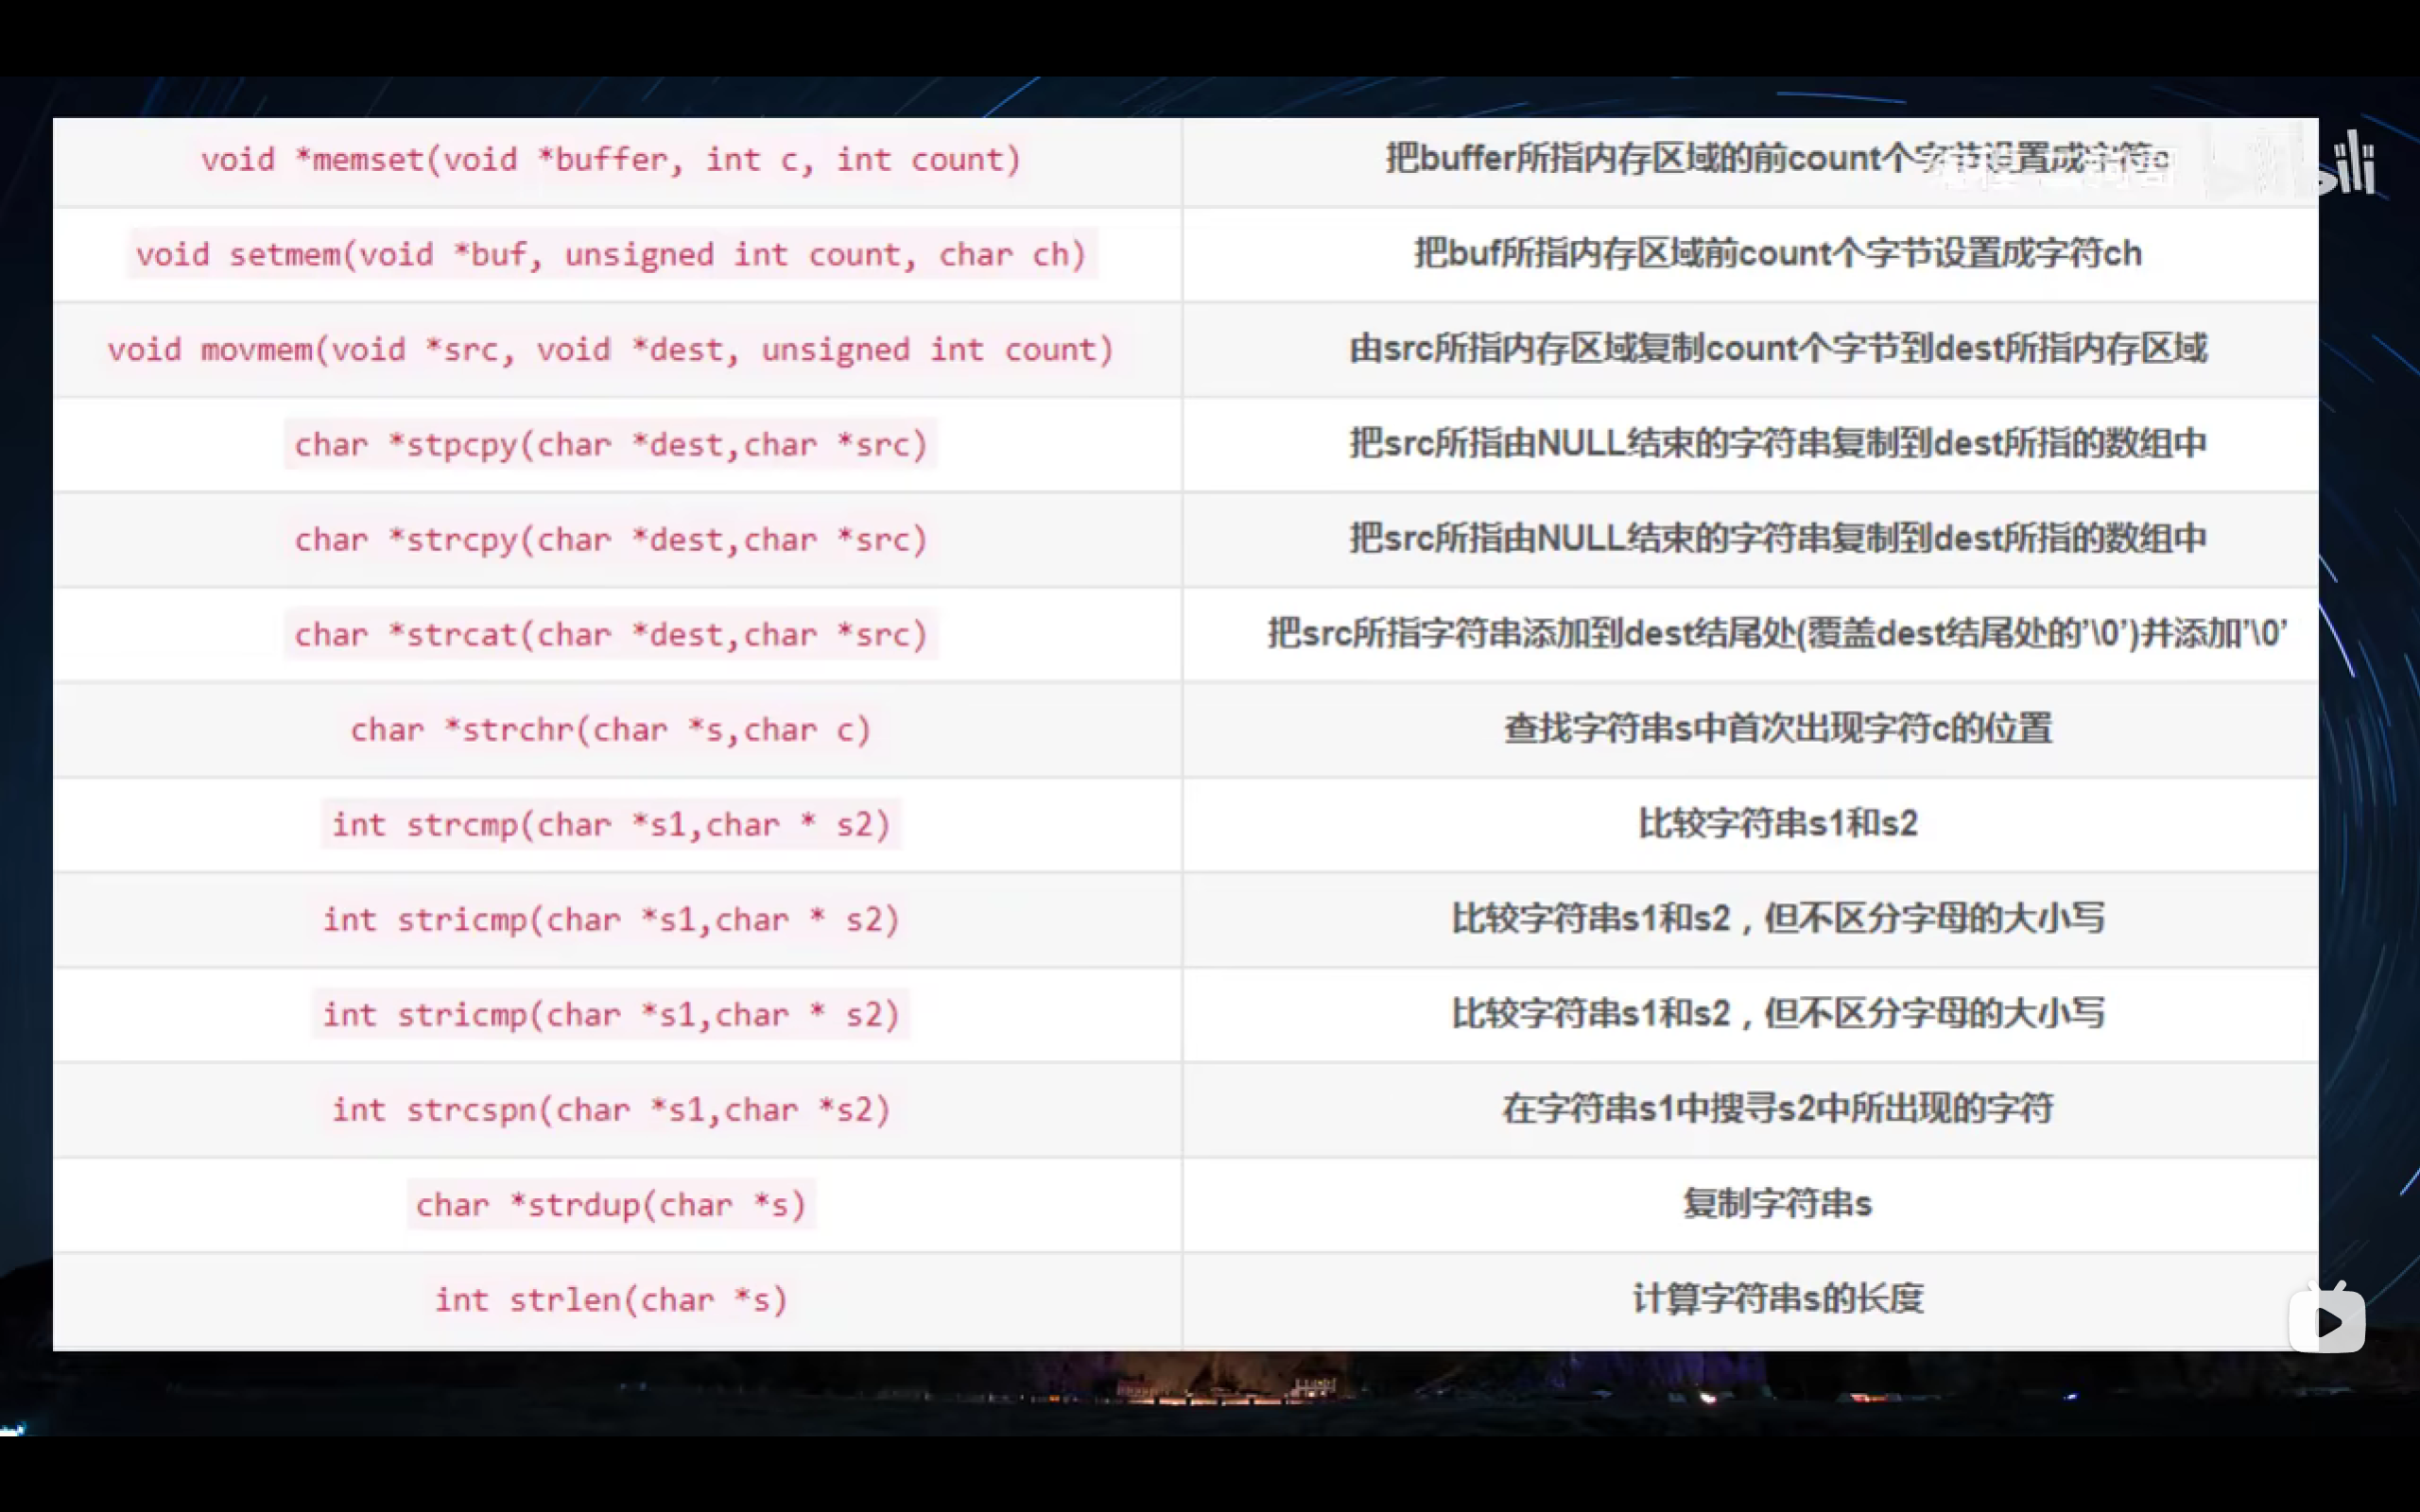 void *memset(void *buffer, int c, int count)
把buffer所指内存区域的前count个字节设置成字符c
void setmem(void *buf, unsigned int count, char ch)
把buf所指内存区域前count个字节设置成字符ch
void movmem(void *src, void *dest, unsigned int count)
由src所指内存区域复制count个字节到dest所指内存区域
char *stpcpy(char *dest,char *src)
把src所指由NULL结束的字符串复制到dest所指的数组中
char *strcpy(char *dest,char *src)
把src所指由NULL结束的字符串复制到dest所指的数组中
char *strcat(char *dest,char *src)
把src所指字符串添加到dest结尾处(覆盖dest结尾处的’\0’)并添加’\0’
char *strchr(char *s,char c)
查找字符串s中首次出现字符c的位置
int strcmp(char *s1,char * s2)
比较字符串s1和s2
int stricmp(char *s1,char * s2)
比较字符串s1和s2，但不区分字母的大小写
int stricmp(char *s1,char * s2)
比较字符串s1和s2，但不区分字母的大小写
int strcspn(char *s1,char *s2)
在字符串s1中搜寻s2中所出现的字符
char *strdup(char *s)
复制字符串s
int strlen(char *s)
计算字符串s的长度